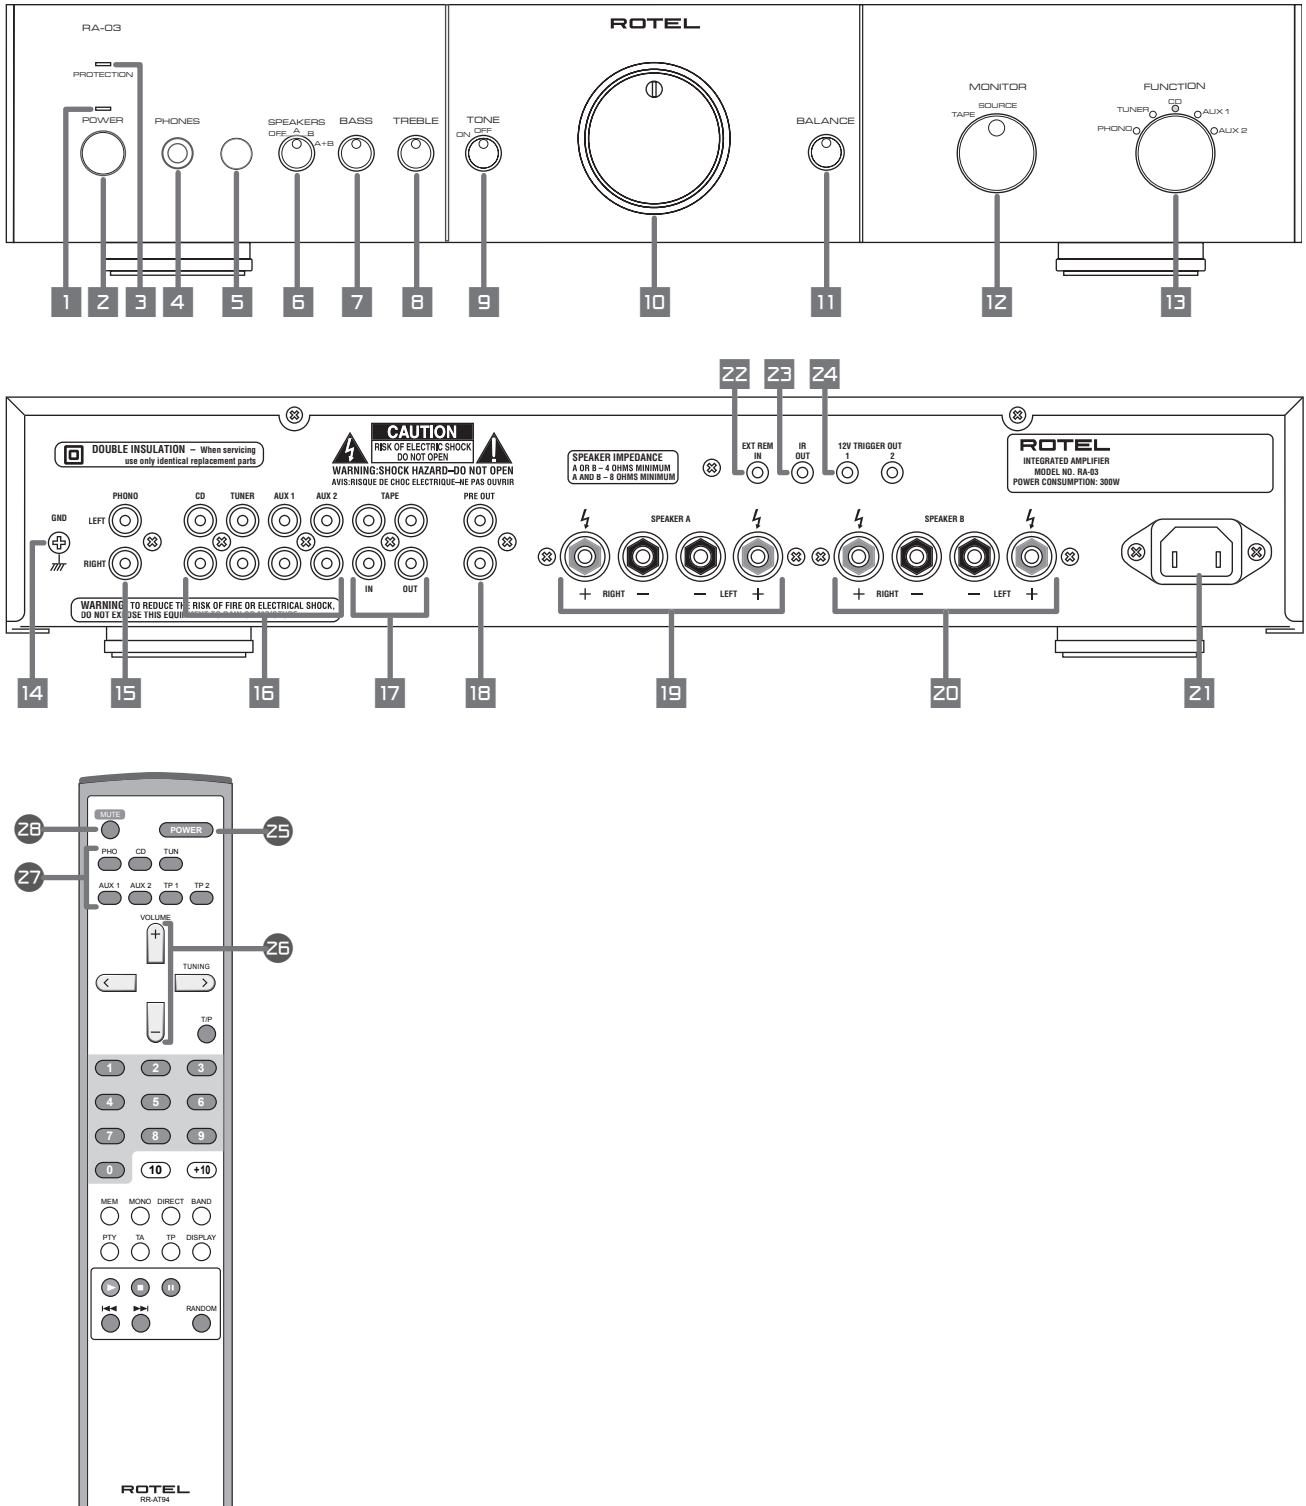 RA-03
ROTEL
PROTECTION
POWER
PHONES
SPEAKERS
OFF A B A+B
BASS
TREBLE
TONE
ON OFF
BALANCE
MONITOR
SOURCE
TAPE
FUNCTION
CD
TUNER AUX 1
PHONO AUX 2
1 2 3 4 5 6 7 8 9 10 11 12 13
22 23 24
DOUBLE INSULATION – When servicing
use only identical replacement parts
CAUTION
RISK OF ELECTRIC SHOCK
DO NOT OPEN
WARNING:SHOCK HAZARD–DO NOT OPEN
AVIS:RISQUE DE CHOC ELECTRIQUE–NE PAS OUVRIR
SPEAKER IMPEDANCE
A OR B – 4 OHMS MINIMUM
A AND B – 8 OHMS MINIMUM
EXT REM
IN
IR
OUT
12V TRIGGER OUT
1 2
ROTEL
INTEGRATED AMPLIFIER
MODEL NO. RA-03
POWER CONSUMPTION: 300W
PHONO CD TUNER AUX 1 AUX 2 TAPE PRE OUT
GND
LEFT
RIGHT
IN OUT
SPEAKER A
+ RIGHT – – LEFT +
SPEAKER B
+ RIGHT – – LEFT +
WARNING: TO REDUCE THE RISK OF FIRE OR ELECTRICAL SHOCK,
DO NOT EXPOSE THIS
14 15 16 17 18 19 20 21
MUTE
POWER
28 25
PHO CD TUN
27
AUX 1 AUX 2 TP 1 TP 2
VOLUME
+
26
TUNING
< >
–
T/P
1 2 3
4 5 6
7 8 9
0 10 +10
MEM MONO DIRECT BAND
PTY TA TP DISPLAY
RANDOM
ROTEL
RR-AT94